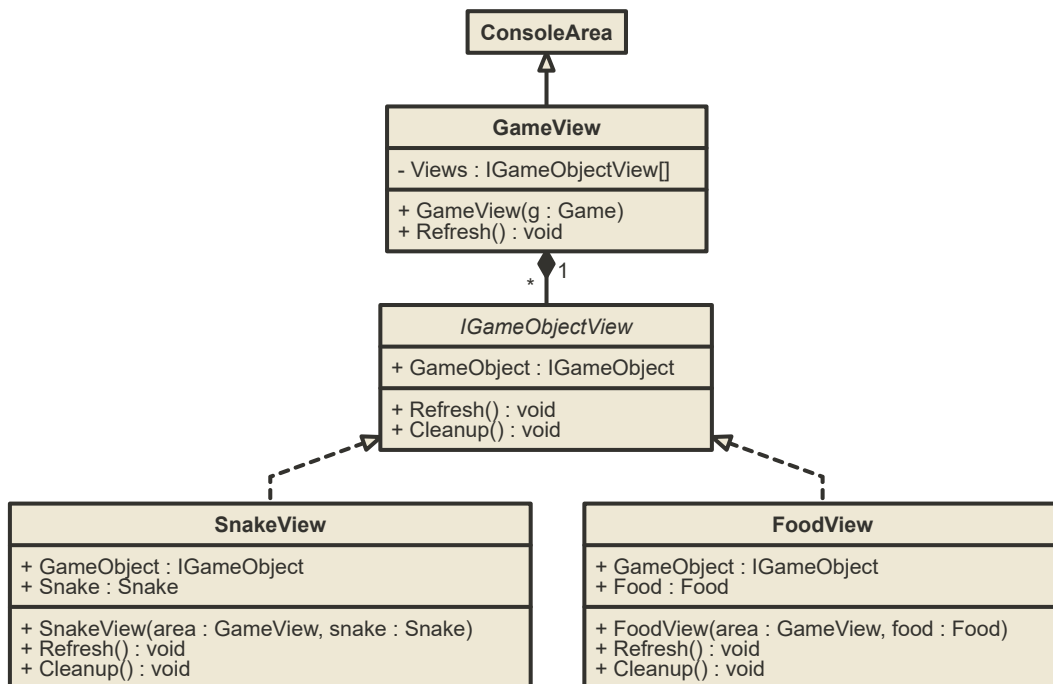 ConsoleArea
GameView
- Views : IGameObjectView[]
+ GameView(g : Game)
+ Refresh() : void
1
*
IGameObjectView
+ GameObject : IGameObject
+ Refresh() : void
+ Cleanup() : void
SnakeView
+ GameObject : IGameObject
+ Snake : Snake
+ SnakeView(area : GameView, snake : Snake)
+ Refresh() : void
+ Cleanup() : void
FoodView
+ GameObject : IGameObject
+ Food : Food
+ FoodView(area : GameView, food : Food)
+ Refresh() : void
+ Cleanup() : void